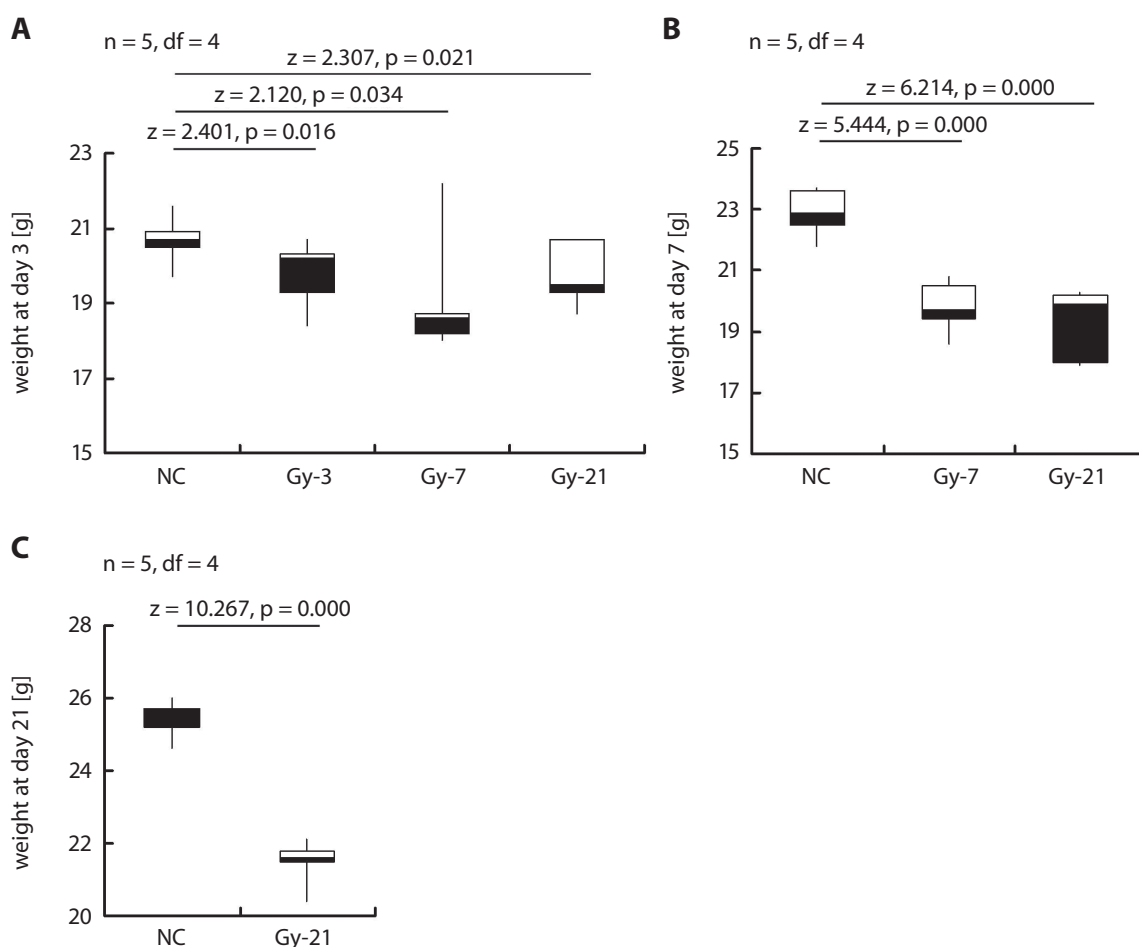 A
n = 5, df = 4
z = 2.307, p = 0.021
z = 2.120, p = 0.034
z = 2.401, p = 0.016
weight at day 3 [g]
23
21
19
17
15
NC Gy-3 Gy-7 Gy-21
B
n = 5, df = 4
z = 6.214, p = 0.000
z = 5.444, p = 0.000
weight at day 7 [g]
25
23
21
19
17
15
NC Gy-7 Gy-21
C
n = 5, df = 4
z = 10.267, p = 0.000
weight at day 21 [g]
28
26
24
22
20
NC Gy-21